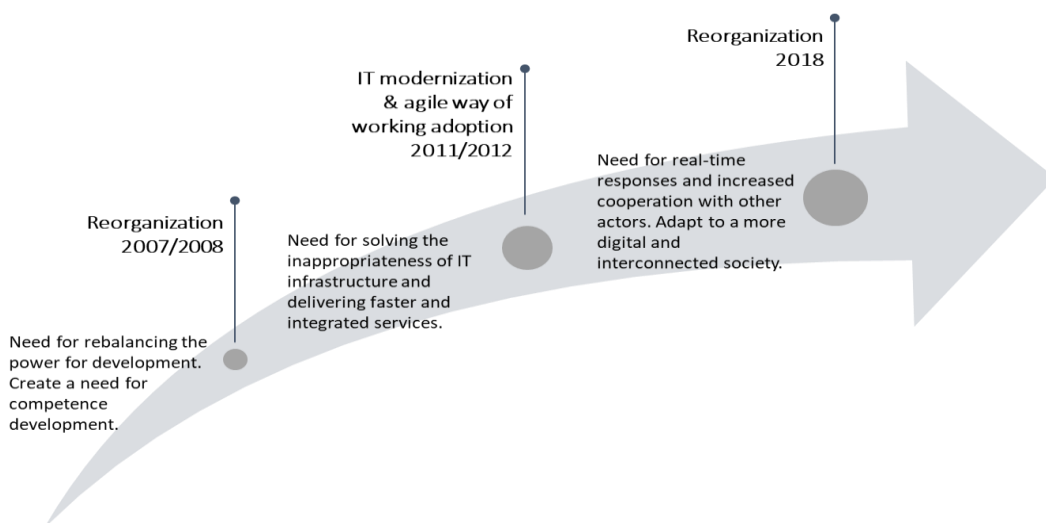 Reorganization
2018
IT modernization
& agile way of
working adoption
2011/2012
Need for real-time
responses and increased
cooperation with other
actors. Adapt to a more
digital and
interconnected society.
Reorganization
2007/2008
Need for solving the
inappropriateness of IT
infrastructure and
delivering faster and
integrated services.
Need for rebalancing the
power for development.
Create a need for
competence
development.